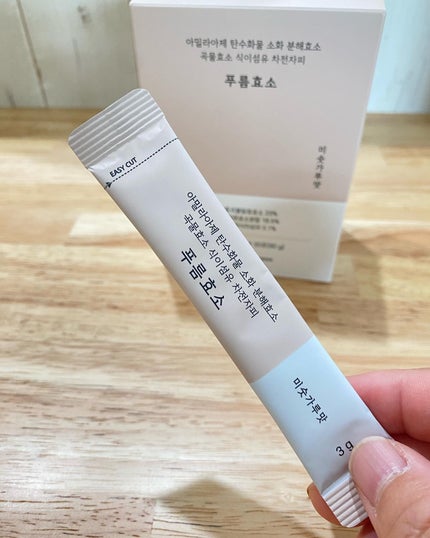 아밀라아제 탄수화물 소화 분해효소
곡물효소 식이섬유 차전자피
푸름효소
미숫가루맛
EASY CUT
아밀라아제 탄수화물 소화 분해효소
곡물효소 식이섬유 차전자피
푸름효소
미숫가루맛
3 g